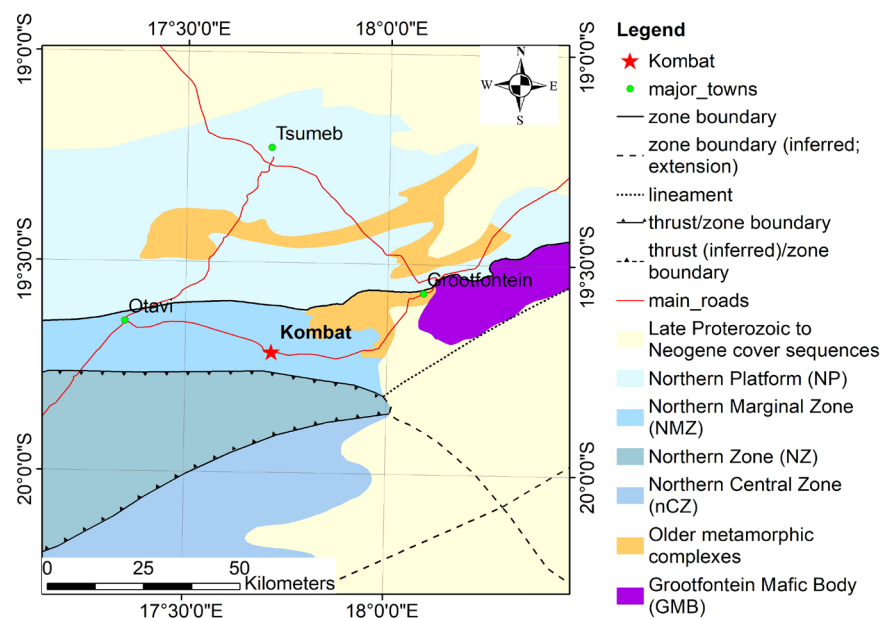 17°30'0"E
18°0'0"E
19°0'0"S
19°0'0"S
N
W
E
S
Tsumeb
19°30'0"S
19°30'0"S
Grootfontein
Otavi
Kombat
20°0'0"S
20°0'0"S
0
25
50
Kilometers
17°30'0"E
18°0'0"E
Legend
Kombat
major_towns
zone boundary
zone boundary (inferred;
extension)
lineament
thrust/zone boundary
thrust (inferred)/zone
boundary
main_roads
Late Proterozoic to
Neogene cover sequences
Northern Platform (NP)
Northern Marginal Zone
(NMZ)
Northern Zone (NZ)
Northern Central Zone
(nCZ)
Older metamorphic
complexes
Grootfontein Mafic Body
(GMB)